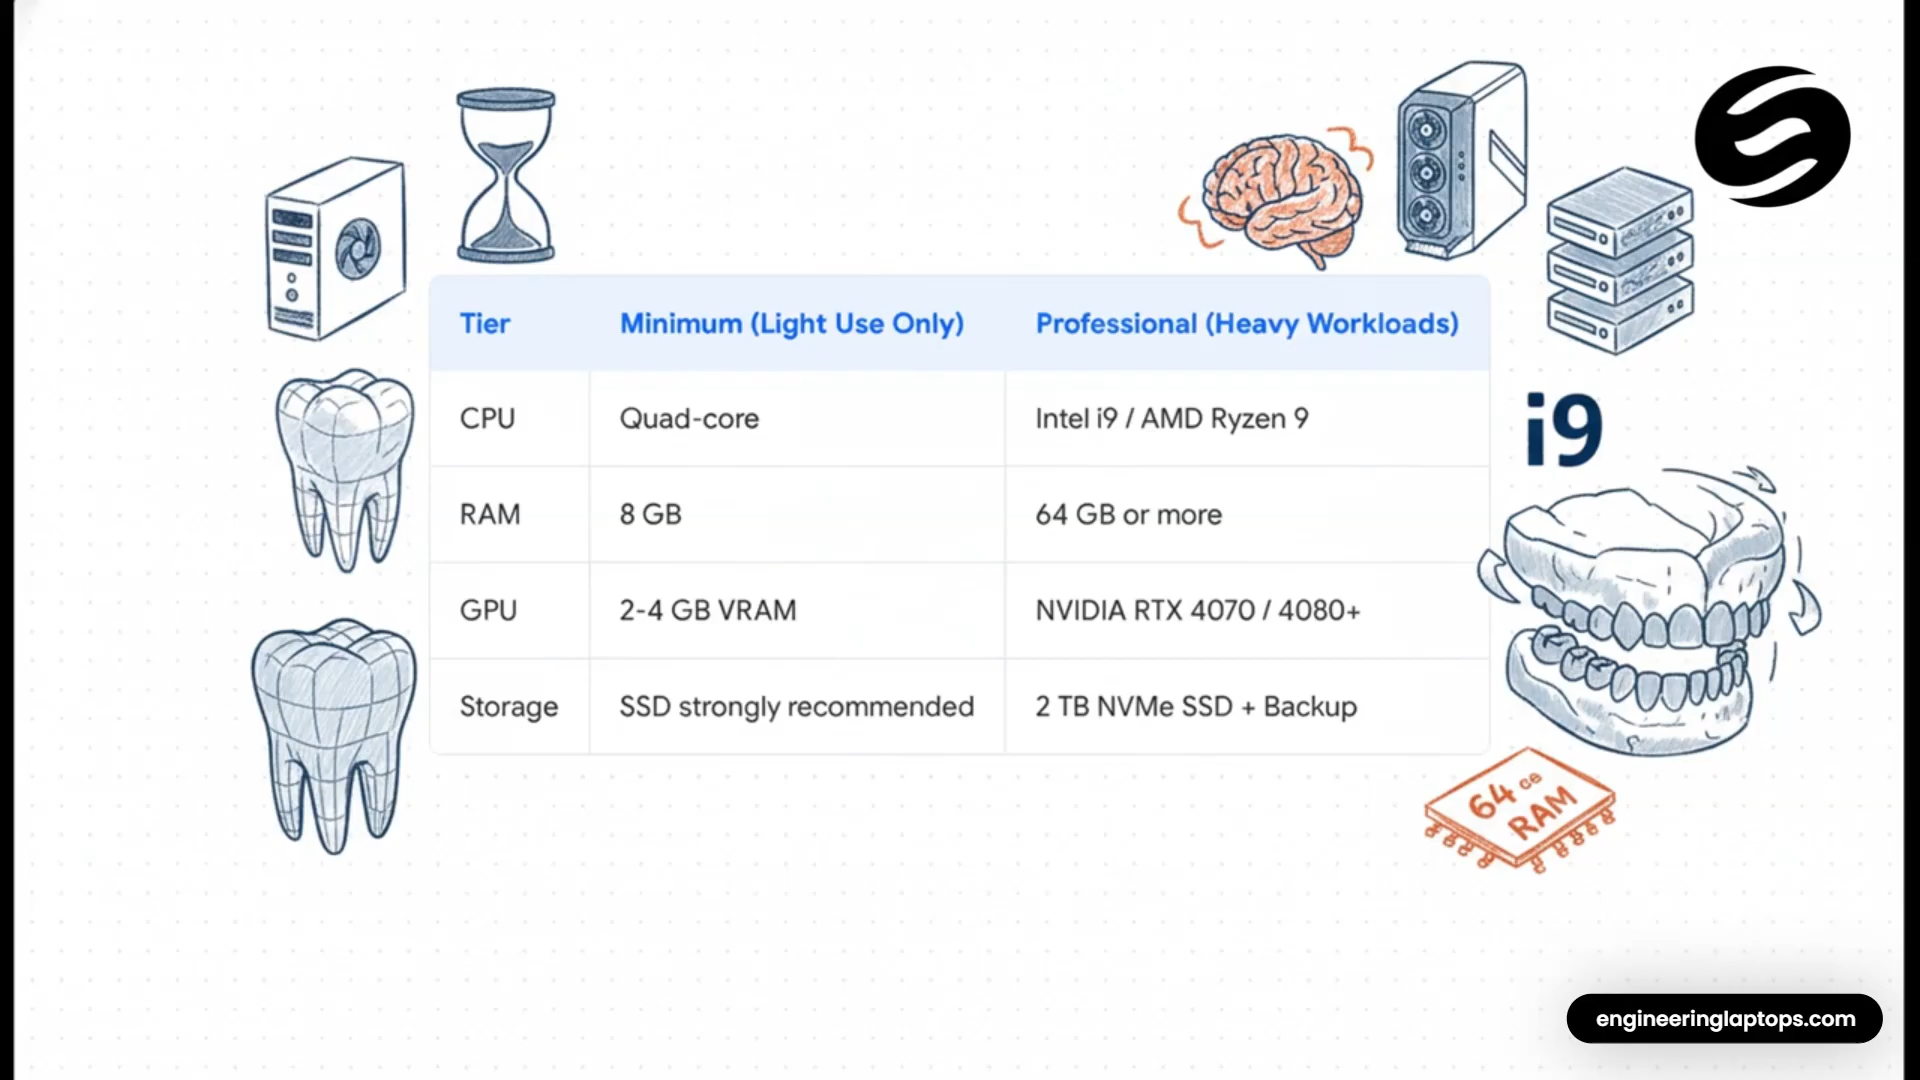 Tier Minimum (Light Use Only) Professional (Heavy Workloads)
CPU Quad-core Intel i9 / AMD Ryzen 9
RAM 8 GB 64 GB or more
GPU 2-4 GB VRAM NVIDIA RTX 4070 / 4080+
Storage SSD strongly recommended 2 TB NVMe SSD + Backup
i9
64 ce
RAM
engineeringlaptops.com